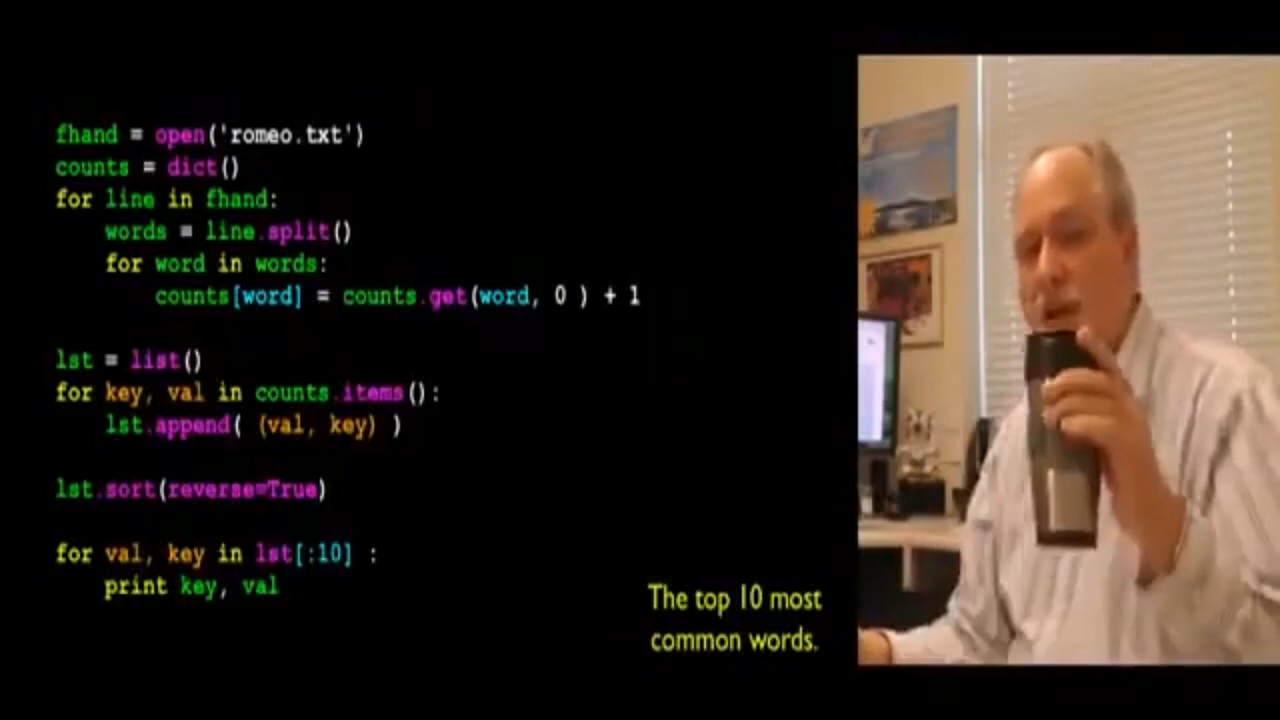 fhand = open('romeo.txt')
counts = dict()
for line in fhand:
    words = line.split()
    for word in words:
        counts[word] = counts.get(word, 0 ) + 1
lst = list()
for key, val in counts.items():
    lst.append( (val, key) )
lst.sort(reverse=True)
for val, key in lst[:10] :
    print key, val
The top 10 most
common words.